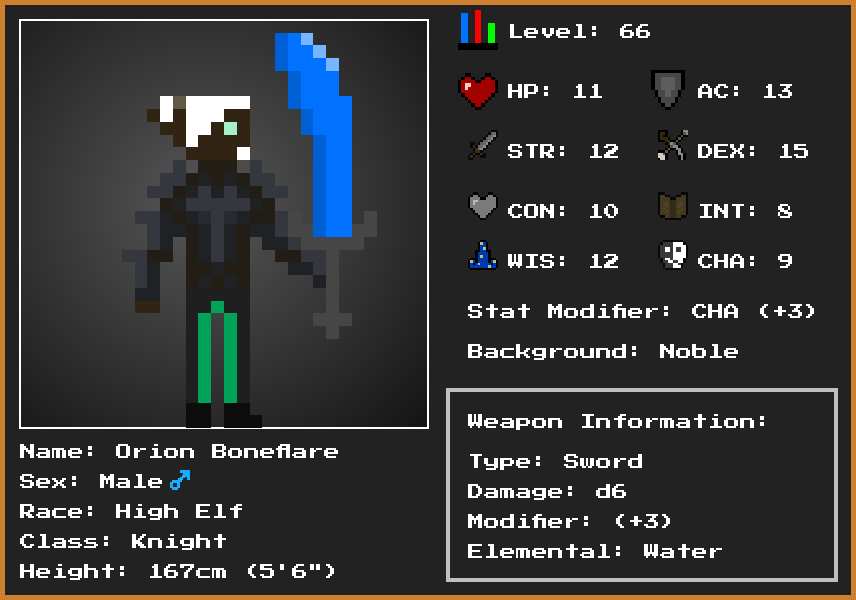 Level: 66
HP: 11
AC: 13
STR: 12
DEX: 15
CON: 10
INT: 8
WIS: 12
CHA: 9
Stat Modifier: CHA (+3)
Background: Noble
Weapon Information:
Type: Sword
Damage: d6
Modifier: (+3)
Elemental: Water
Name: Orion Boneflare
Sex: Male♂
Race: High Elf
Class: Knight
Height: 167cm (5'6")